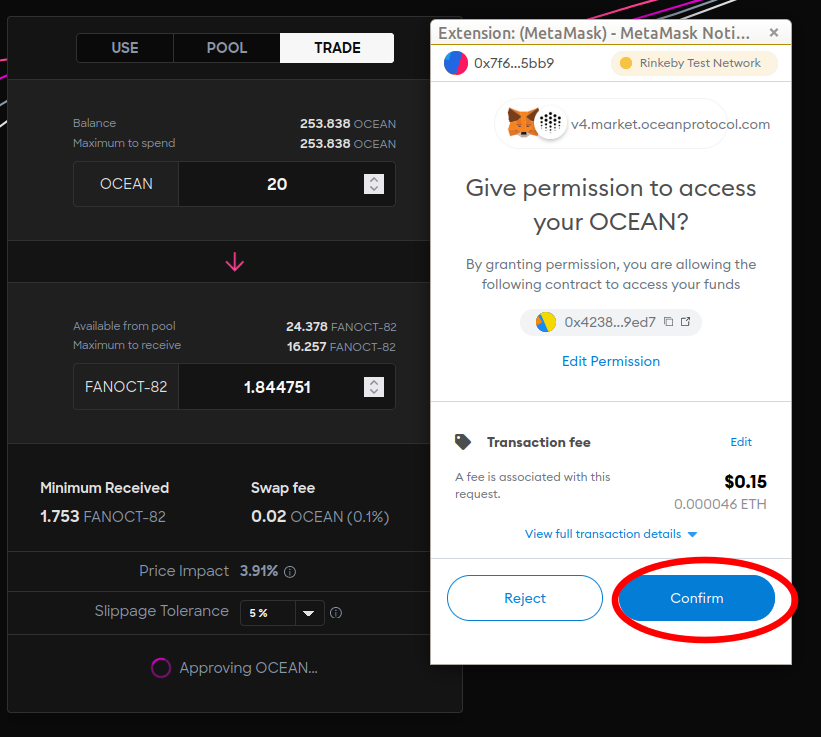 USE POOL TRADE
Balance 253.838 OCEAN
Maximum to spend 253.838 OCEAN
OCEAN 20
Available from pool 24.378 FANOCT-82
Maximum to receive 16.257 FANOCT-82
FANOCT-82 1.844751
Minimum Received Swap fee
1.753 FANOCT-82 0.02 OCEAN (0.1%)
Price Impact 3.91%
Slippage Tolerance 5 %
Approving OCEAN...
Extension: (MetaMask) - MetaMask Noti...
0x7f6...5bb9 Rinkeby Test Network
v4.market.oceanprotocol.com
Give permission to access
your OCEAN?
By granting permission, you are allowing the
following contract to access your funds
0x4238...9ed7
Edit Permission
Transaction fee Edit
A fee is associated with this
request.
$0.15
0.000046 ETH
View full transaction details
Reject Confirm